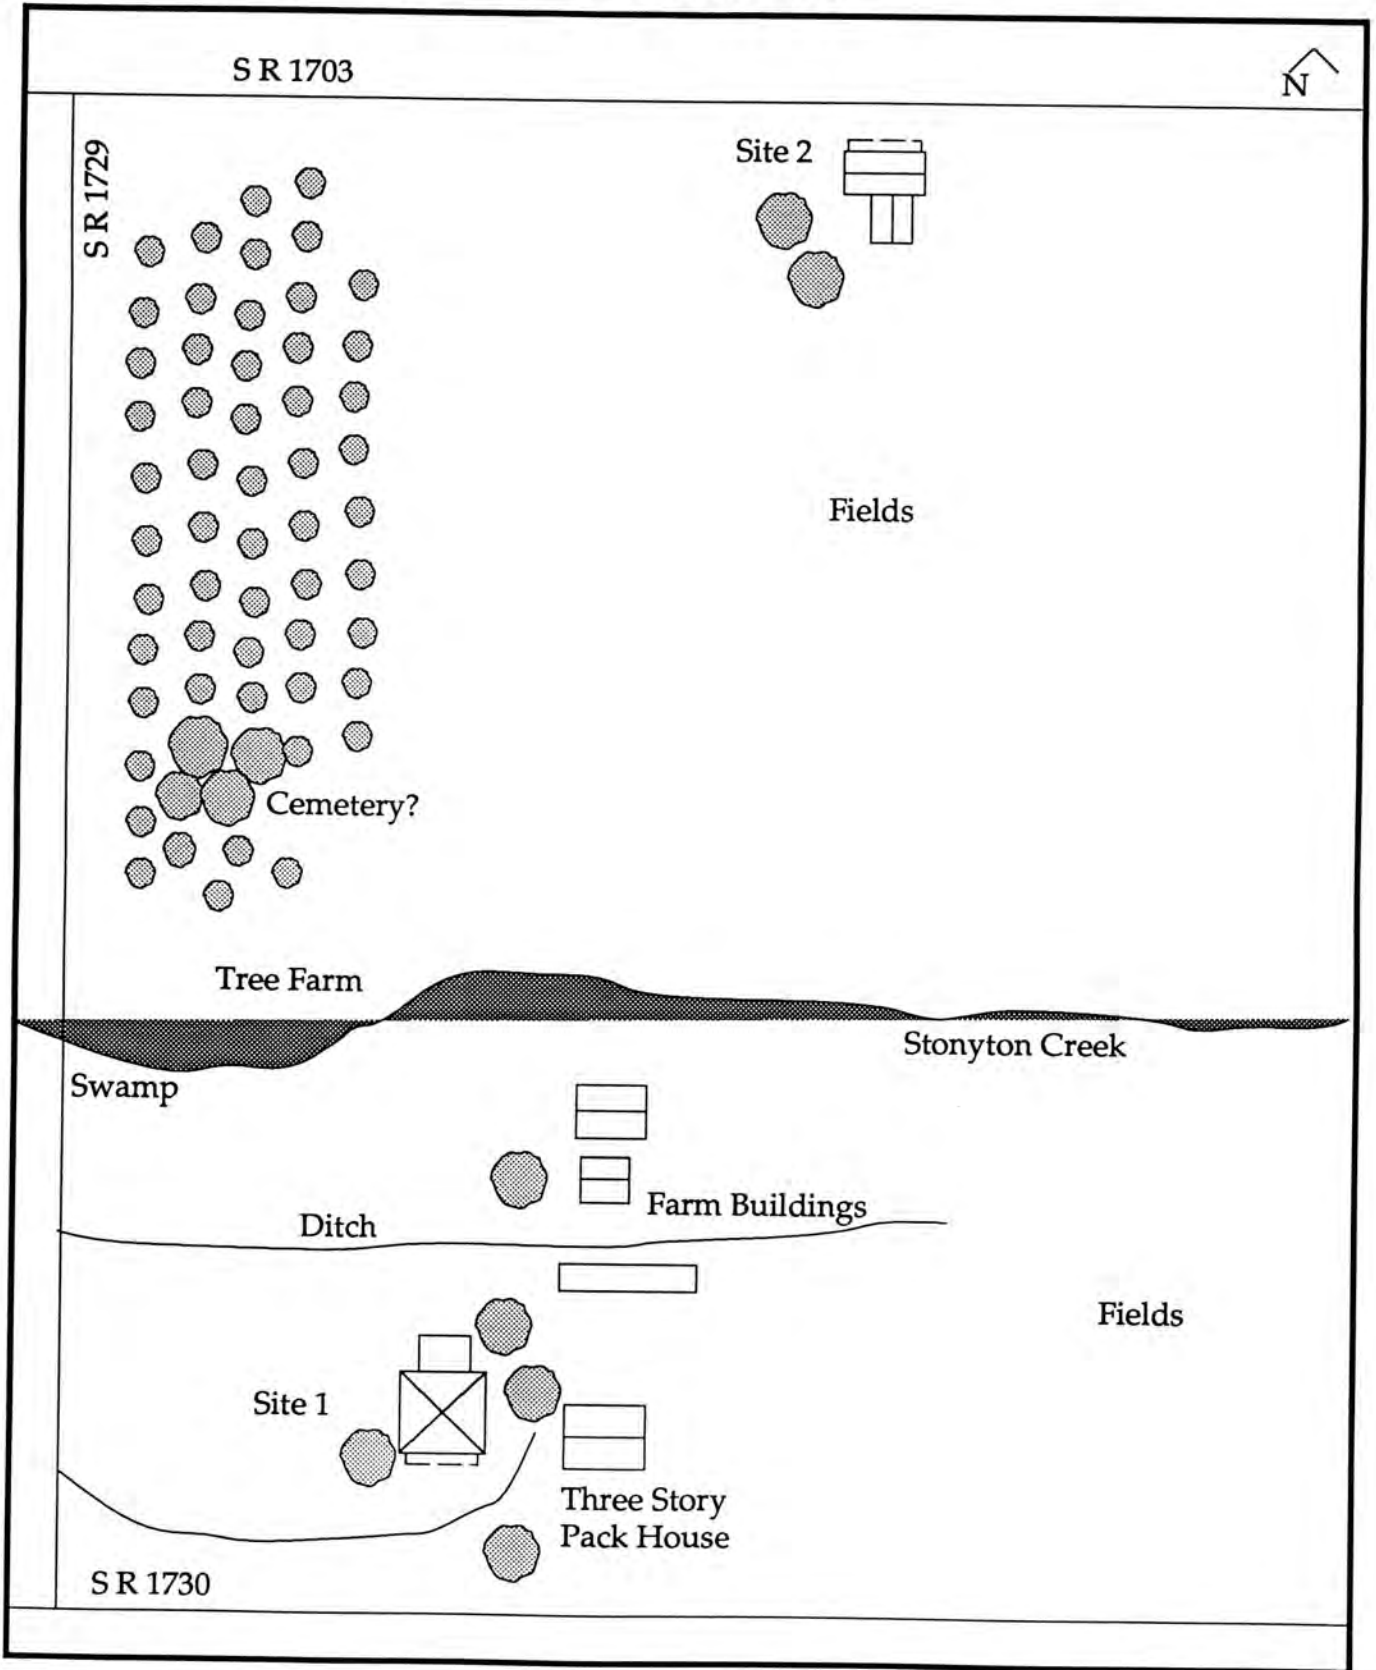 S R 1703
N
S R 1729
Site 2
Fields
Cemetery?
Tree Farm
Stonyton Creek
Swamp
Farm Buildings
Ditch
Fields
Site 1
Three Story
Pack House
S R 1730